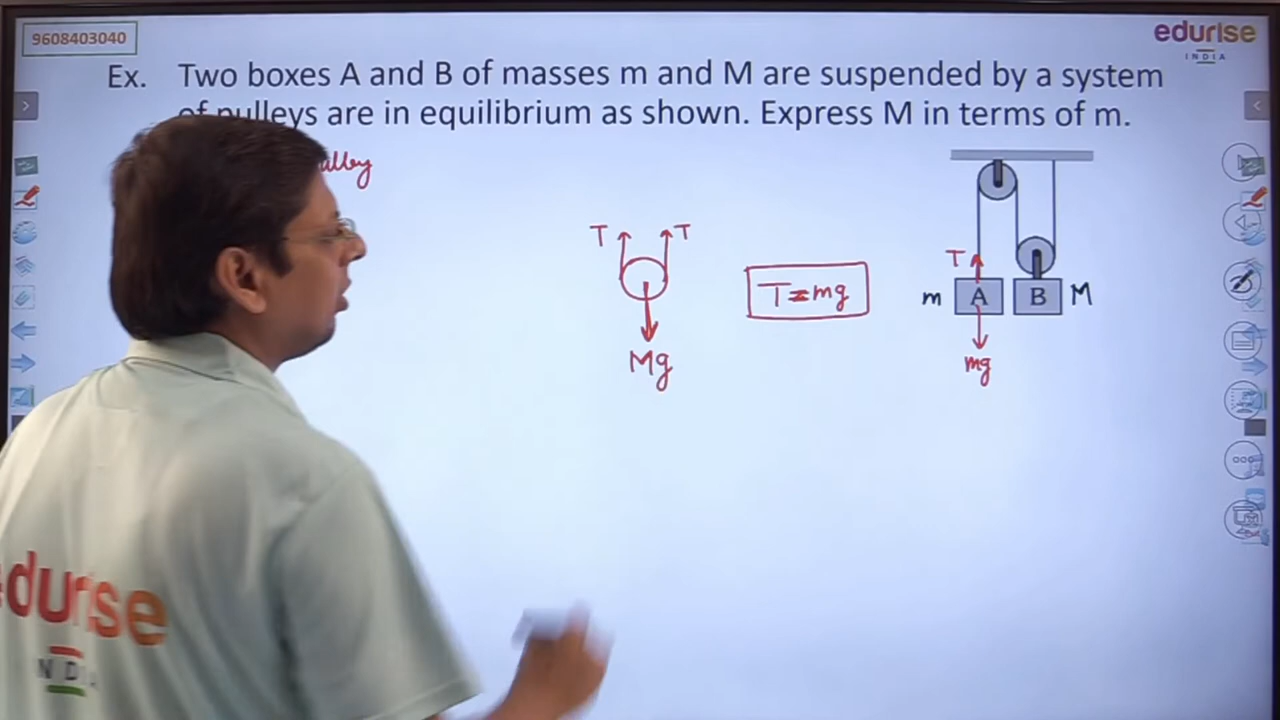 9608403040
edurise
INDIA
Ex. Two boxes A and B of masses m and M are suspended by a system
of pulleys are in equilibrium as shown. Express M in terms of m.
T T
Mg
T=mg
T
m A B M
mg
durise